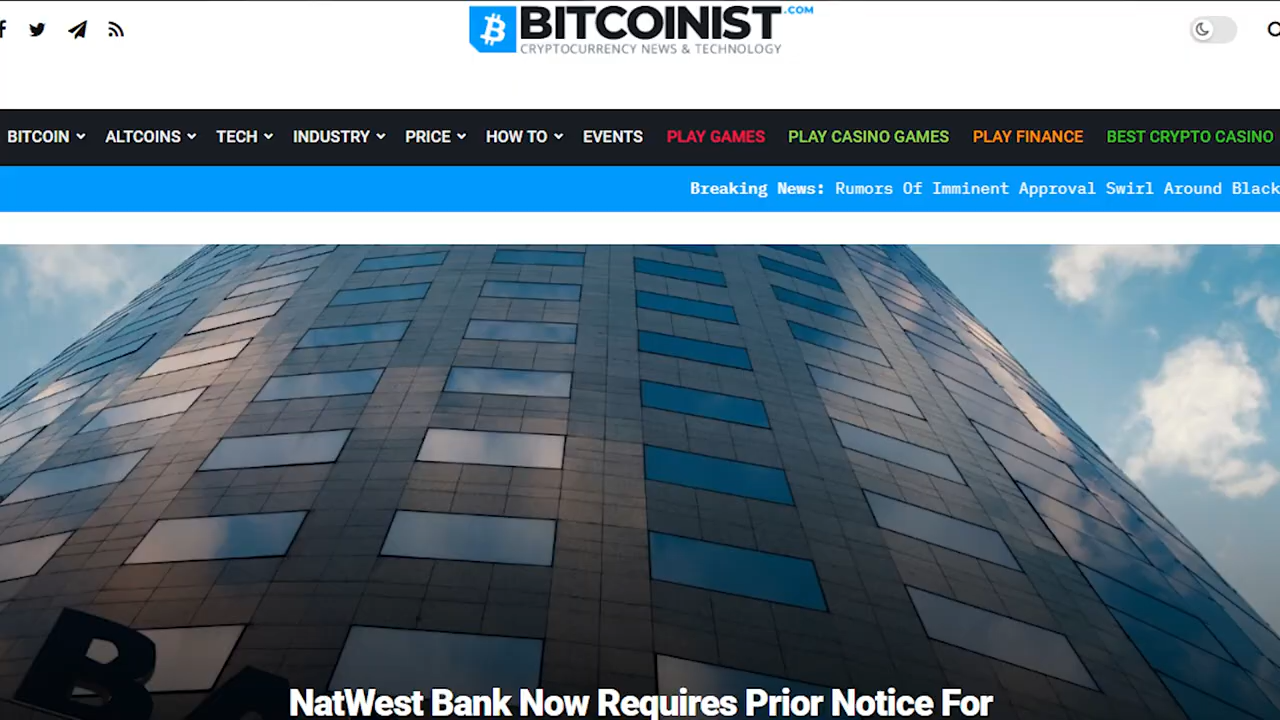 BITCOINIST.COM
CRYPTOCURRENCY NEWS & TECHNOLOGY
BITCOIN ALTCOINS TECH INDUSTRY PRICE HOW TO EVENTS PLAY GAMES PLAY CASINO GAMES PLAY FINANCE BEST CRYPTO CASINO
Breaking News: Rumors Of Imminent Approval Swirl Around Black
BA
NatWest Bank Now Requires Prior Notice For